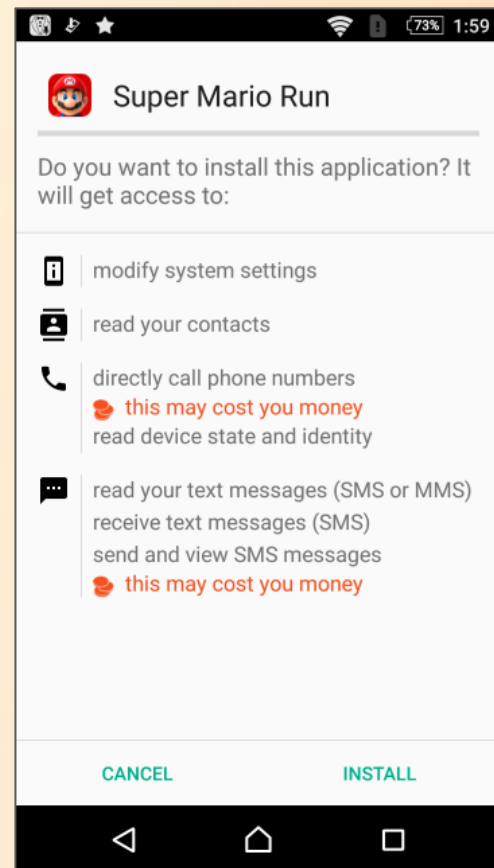 73% 1:59
Super Mario Run
Do you want to install this application? It
will get access to:
modify system settings
read your contacts
directly call phone numbers
this may cost you money
read device state and identity
read your text messages (SMS or MMS)
receive text messages (SMS)
send and view SMS messages
this may cost you money
CANCEL INSTALL